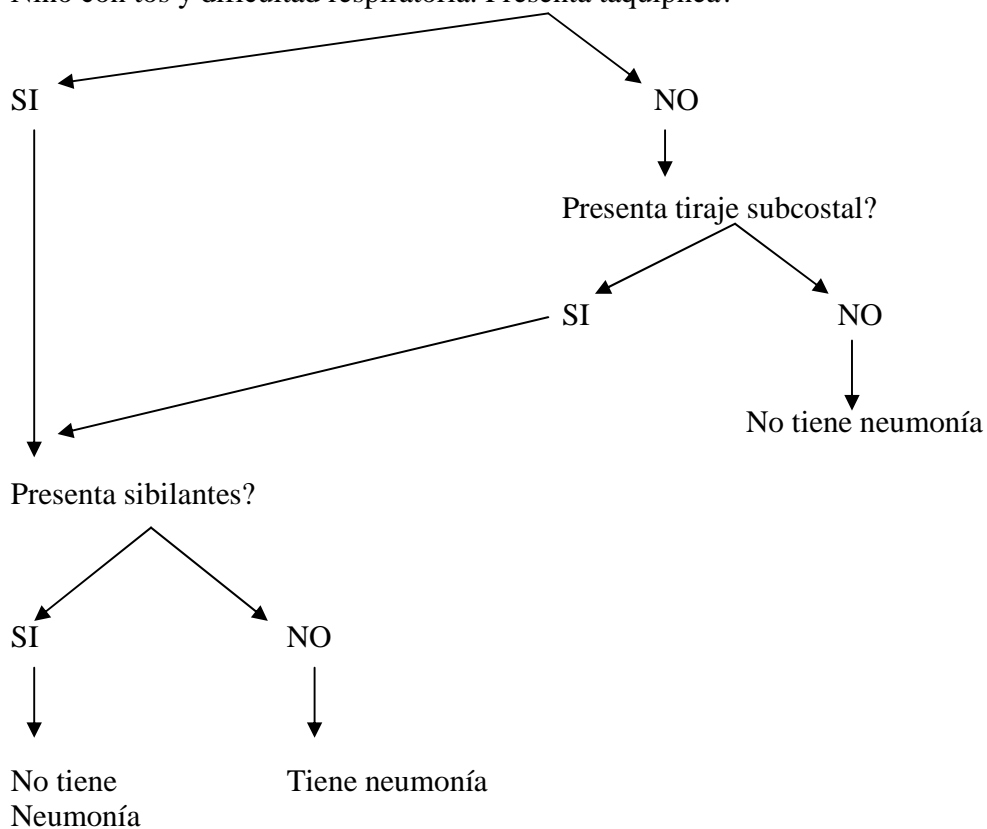 Niño con tos y dificultad respiratoria. Presenta taquipnea?
SI
NO
Presenta tiraje subcostal?
SI
NO
No tiene neumonía
Presenta sibilantes?
SI
NO
No tiene
Neumonía
Tiene neumonía